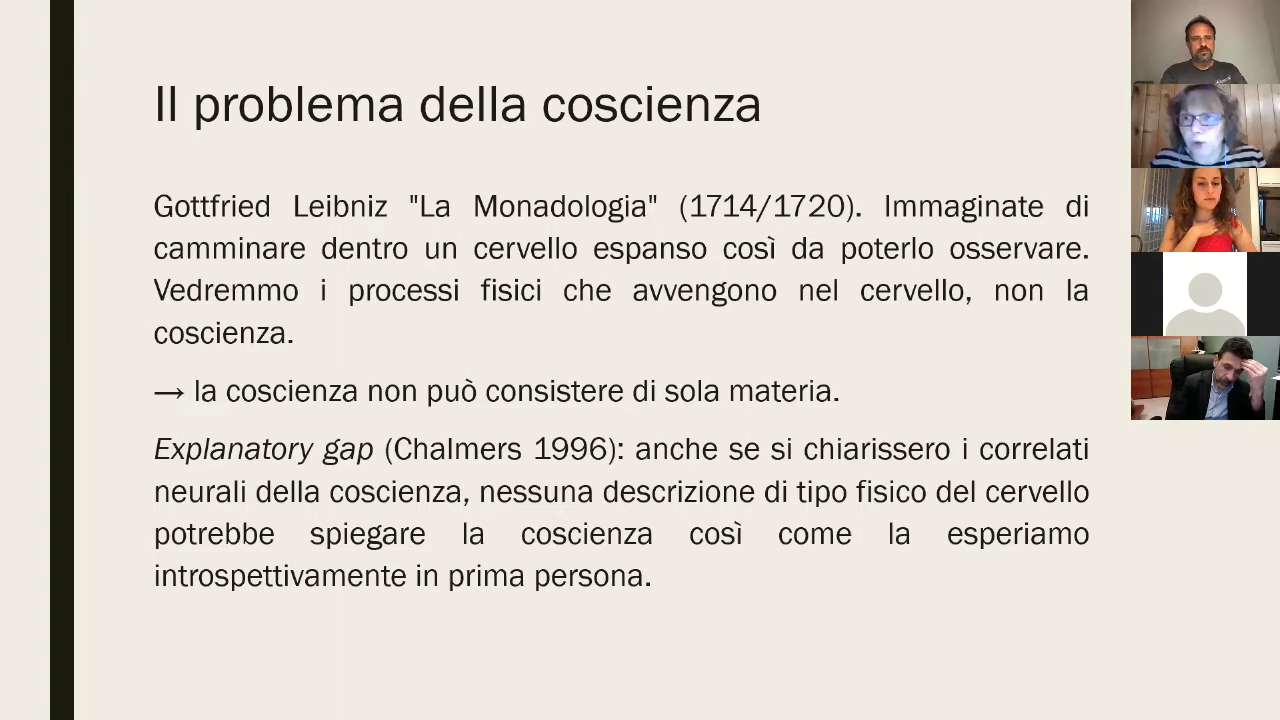 Il problema della coscienza
Gottfried Leibniz "La Monadologia" (1714/1720). Immaginate di
camminare dentro un cervello espanso così da poterlo osservare.
Vedremmo i processi fisici che avvengono nel cervello, non la
coscienza.
→ la coscienza non può consistere di sola materia.
Explanatory gap (Chalmers 1996): anche se si chiarissero i correlati
neurali della coscienza, nessuna descrizione di tipo fisico del cervello
potrebbe spiegare la coscienza così come la esperiamo
introspettivamente in prima persona.